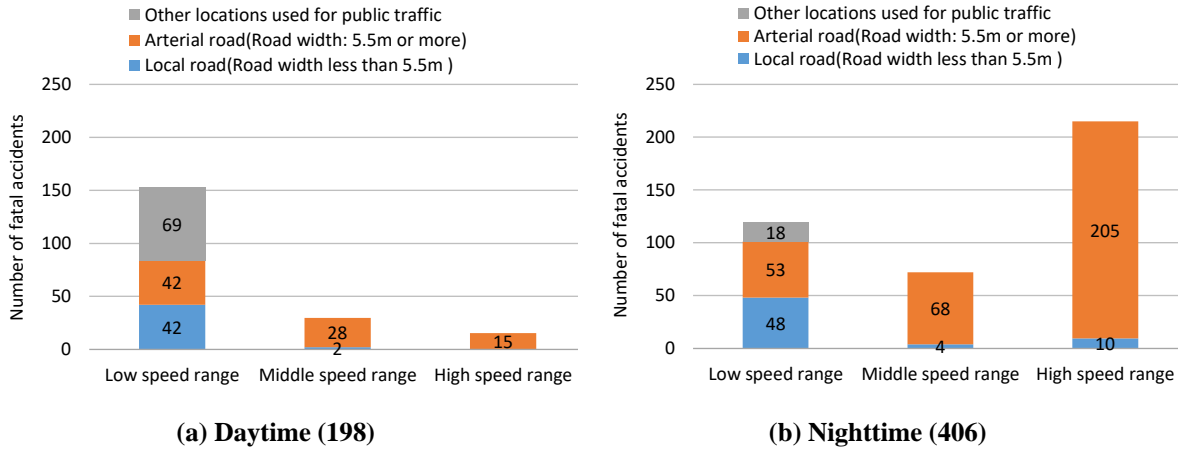 Other locations used for public traffic
Arterial road(Road width: 5.5m or more)
Local road(Road width less than 5.5m )
Number of fatal accidents
250
200
150
100
50
0
69
42
42
28
2
15
Low speed range
Middle speed range
High speed range
(a) Daytime (198)
Other locations used for public traffic
Arterial road(Road width: 5.5m or more)
Local road(Road width less than 5.5m )
Number of fatal accidents
250
200
150
100
50
0
18
53
48
68
4
205
10
Low speed range
Middle speed range
High speed range
(b) Nighttime (406)